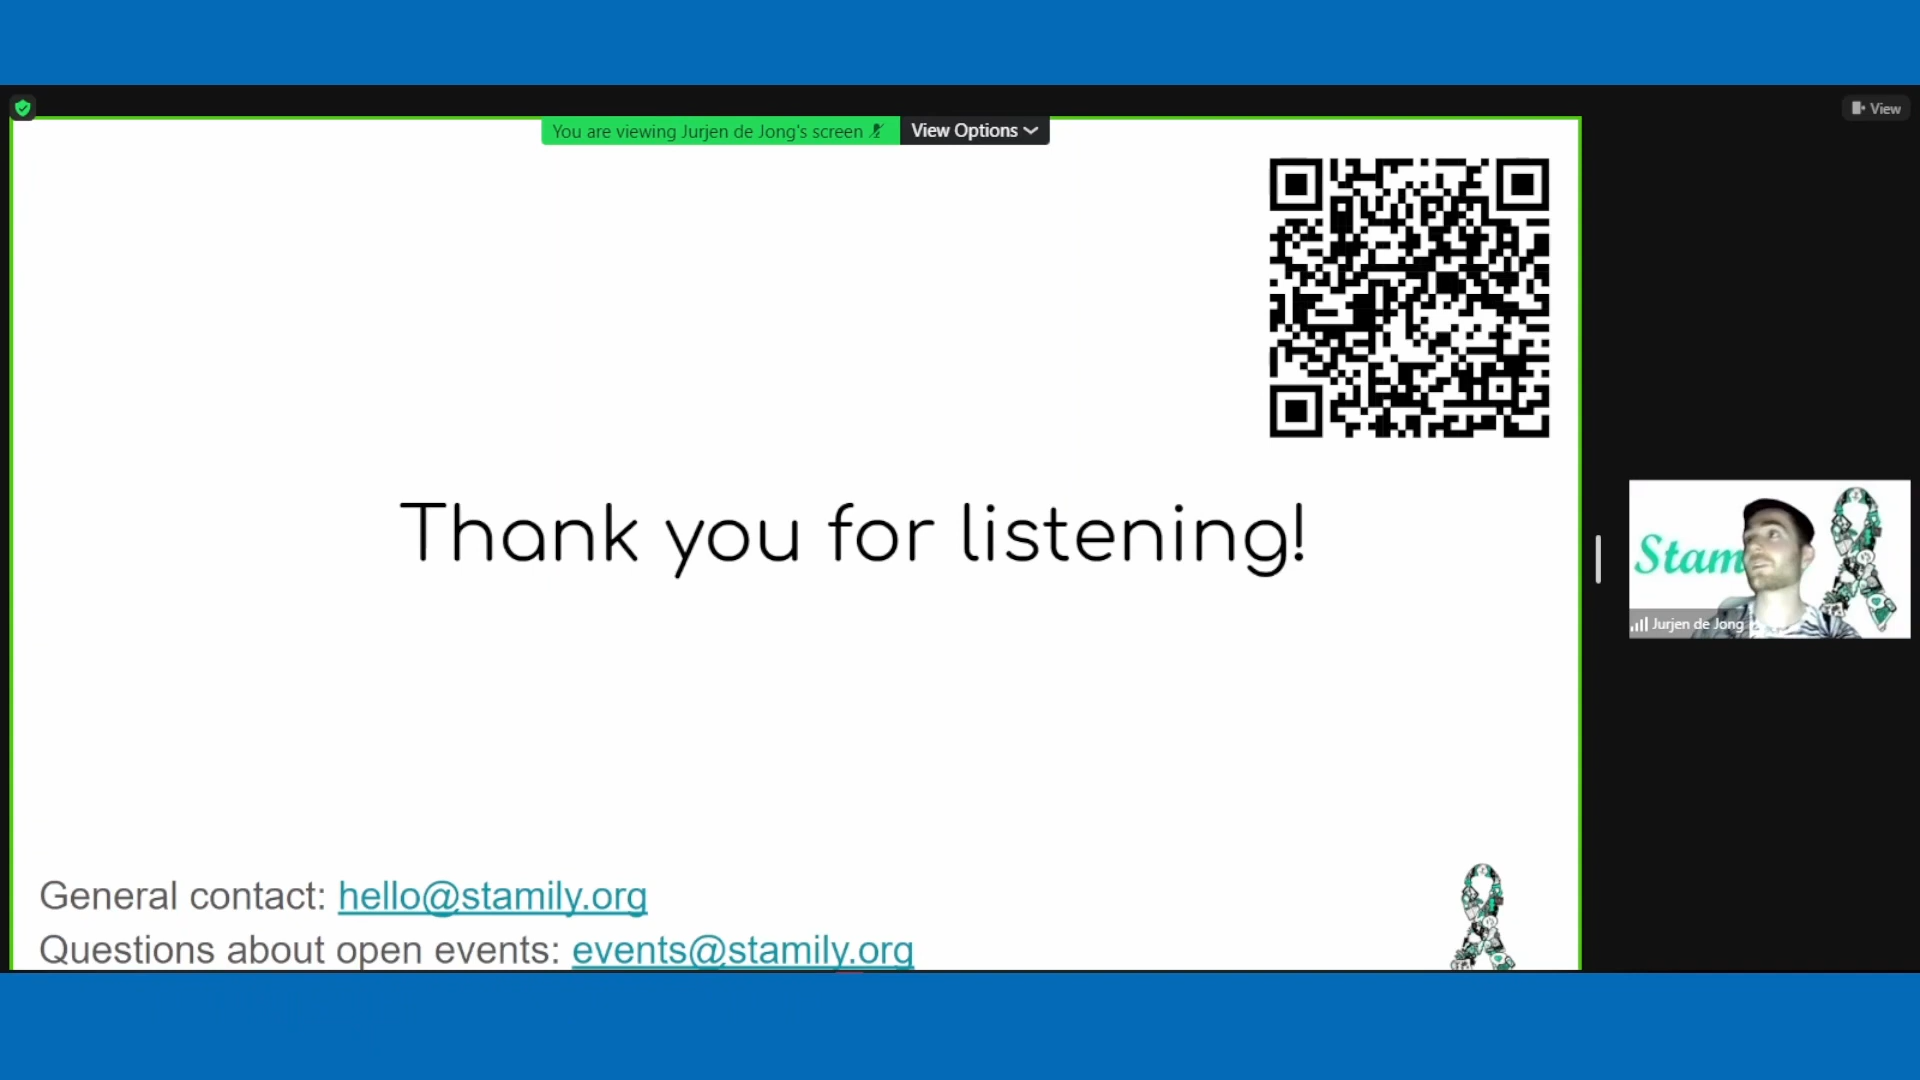 View
You are viewing Jurjen de Jong's screen
View Options
Thank you for listening!
Stam
Jurjen de Jong
General contact: hello@stamily.org
Questions about open events: events@stamily.org